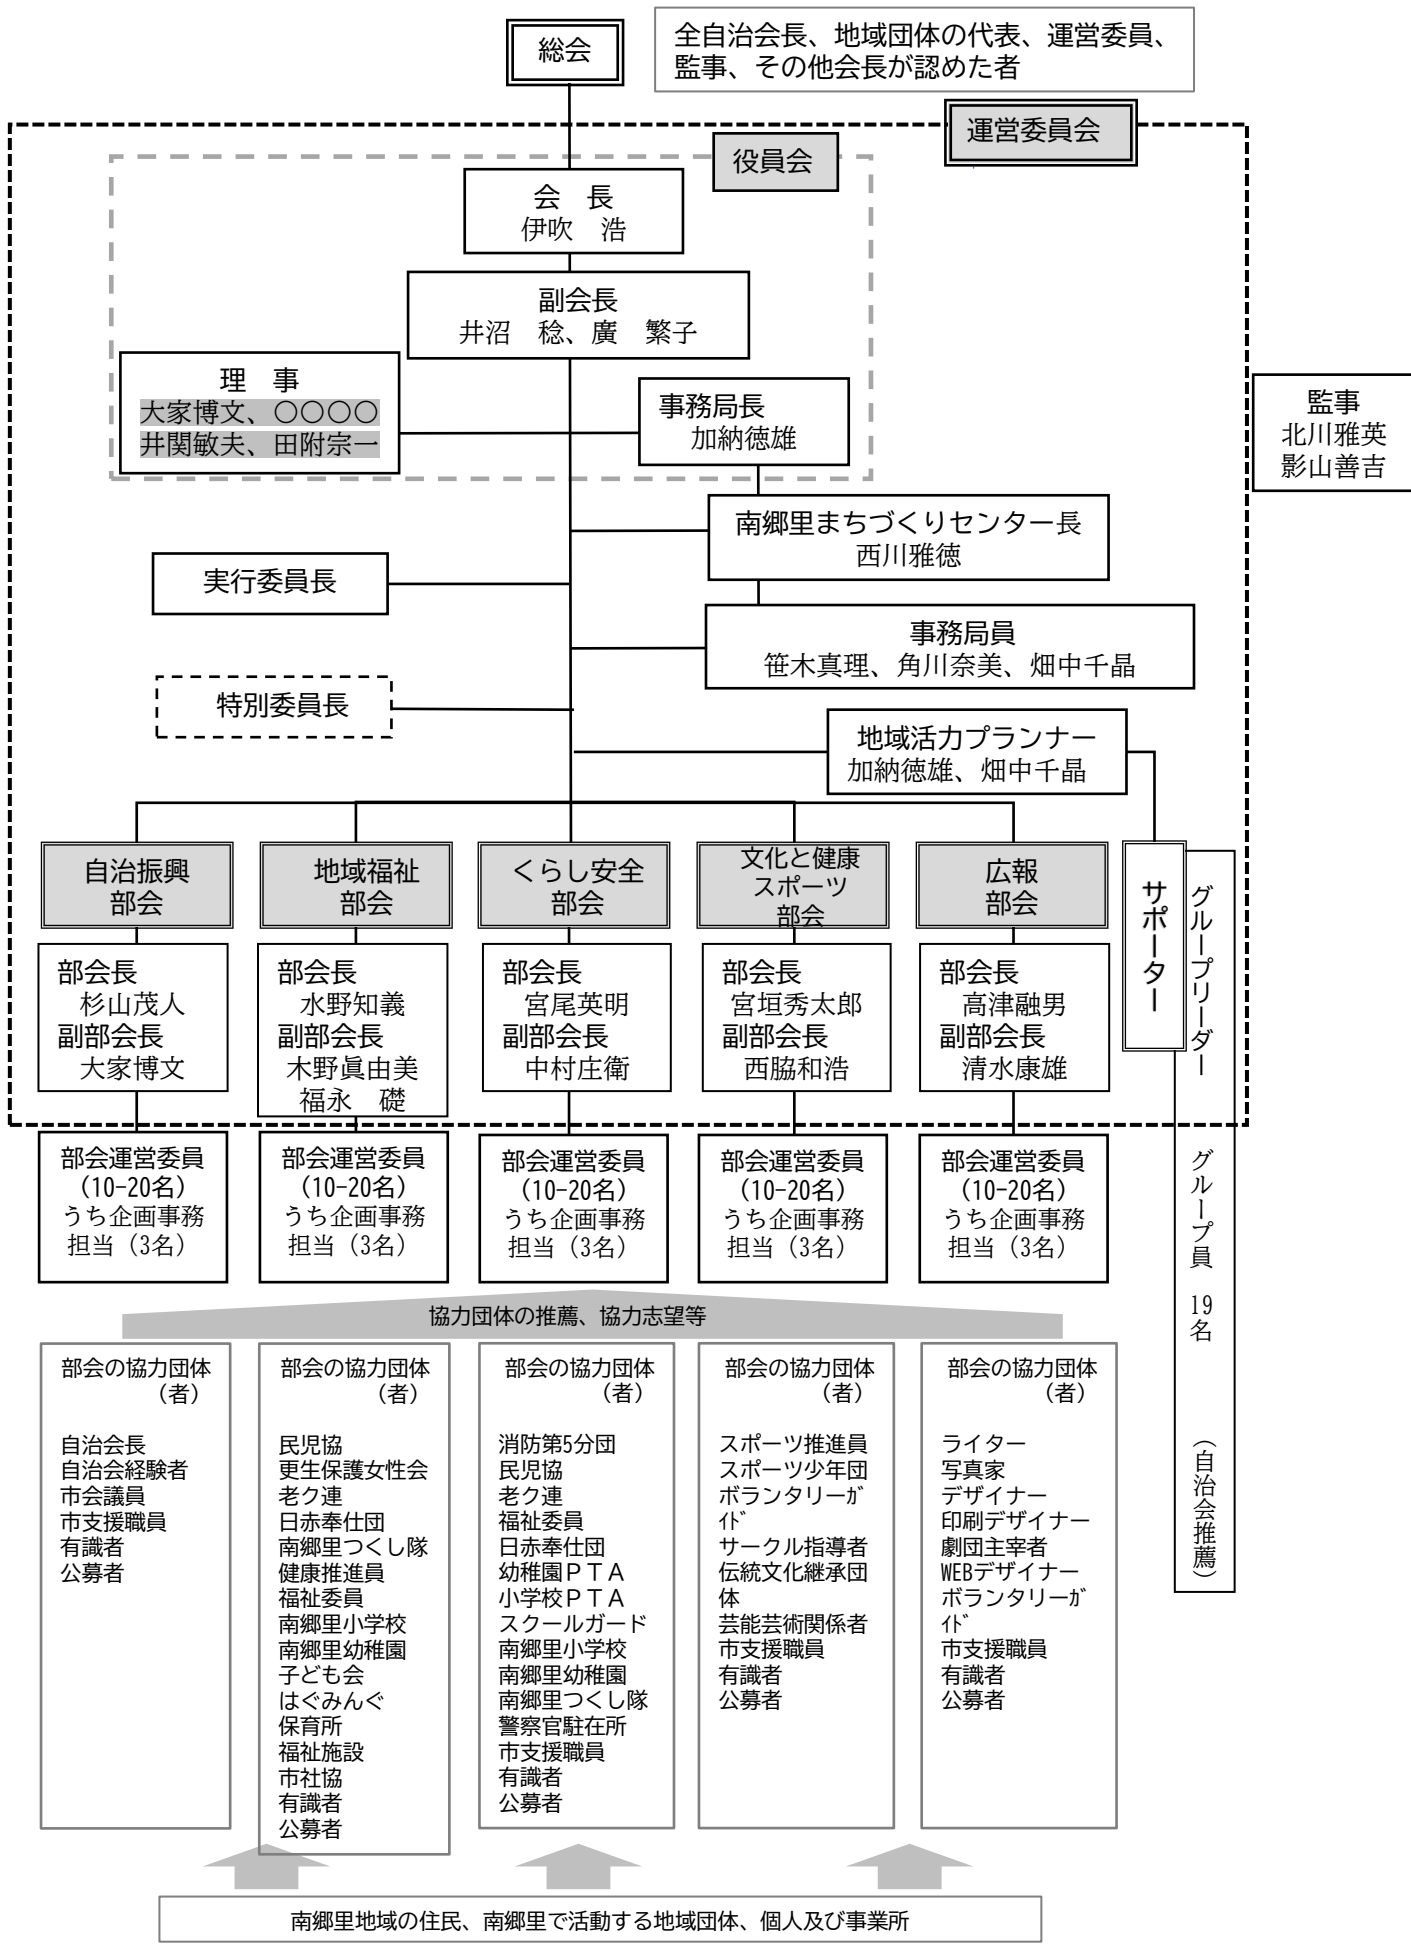 総会
全自治会長、地域団体の代表、運営委員、
監事、その他会長が認めた者
運営委員会
役員会
会　長
伊吹　浩
副会長
井沼　稔、廣　繁子
理　事
大家博文、〇〇〇〇
井関敏夫、田附宗一
事務局長
加納徳雄
監事
北川雅英
影山善吉
南郷里まちづくりセンター長
西川雅徳
実行委員長
事務局員
笹木真理、角川奈美、畑中千晶
特別委員長
地域活力プランナー
加納徳雄、畑中千晶
自治振興
部会
地域福祉
部会
くらし安全
部会
文化と健康
スポーツ
部会
広報
部会
サポーター
グループリーダー
グループ員　19名　（自治会推薦）
部会長
杉山茂人
副部会長
大家博文
部会長
水野知義
副部会長
木野眞由美
福永　礎
部会長
宮尾英明
副部会長
中村庄衛
部会長
宮垣秀太郎
副部会長
西脇和浩
部会長
高津融男
副部会長
清水康雄
部会運営委員
(10-20名)
うち企画事務
担当（3名）
部会運営委員
(10-20名)
うち企画事務
担当（3名）
部会運営委員
(10-20名)
うち企画事務
担当（3名）
部会運営委員
(10-20名)
うち企画事務
担当（3名）
部会運営委員
(10-20名)
うち企画事務
担当（3名）
協力団体の推薦、協力志望等
部会の協力団体
（者）
自治会長
自治会経験者
市会議員
市支援職員
有識者
公募者
部会の協力団体
（者）
民児協
更生保護女性会
老ク連
日赤奉仕団
南郷里つくし隊
健康推進員
福祉委員
南郷里小学校
南郷里幼稚園
子ども会
はぐみんぐ
保育所
福祉施設
市社協
有識者
公募者
部会の協力団体
（者）
消防第5分団
民児協
老ク連
福祉委員
日赤奉仕団
幼稚園ＰＴＡ
小学校ＰＴＡ
スクールガード
南郷里小学校
南郷里幼稚園
南郷里つくし隊
警察官駐在所
市支援職員
有識者
公募者
部会の協力団体
（者）
スポーツ推進員
スポーツ少年団
ボランタリーｶﾞ
ｲﾄﾞ
サークル指導者
伝統文化継承団
体
芸能芸術関係者
市支援職員
有識者
公募者
部会の協力団体
（者）
ライター
写真家
デザイナー
印刷デザイナー
劇団主宰者
WEBデザイナー
ボランタリーｶﾞ
ｲﾄﾞ
市支援職員
有識者
公募者
南郷里地域の住民、南郷里で活動する地域団体、個人及び事業所